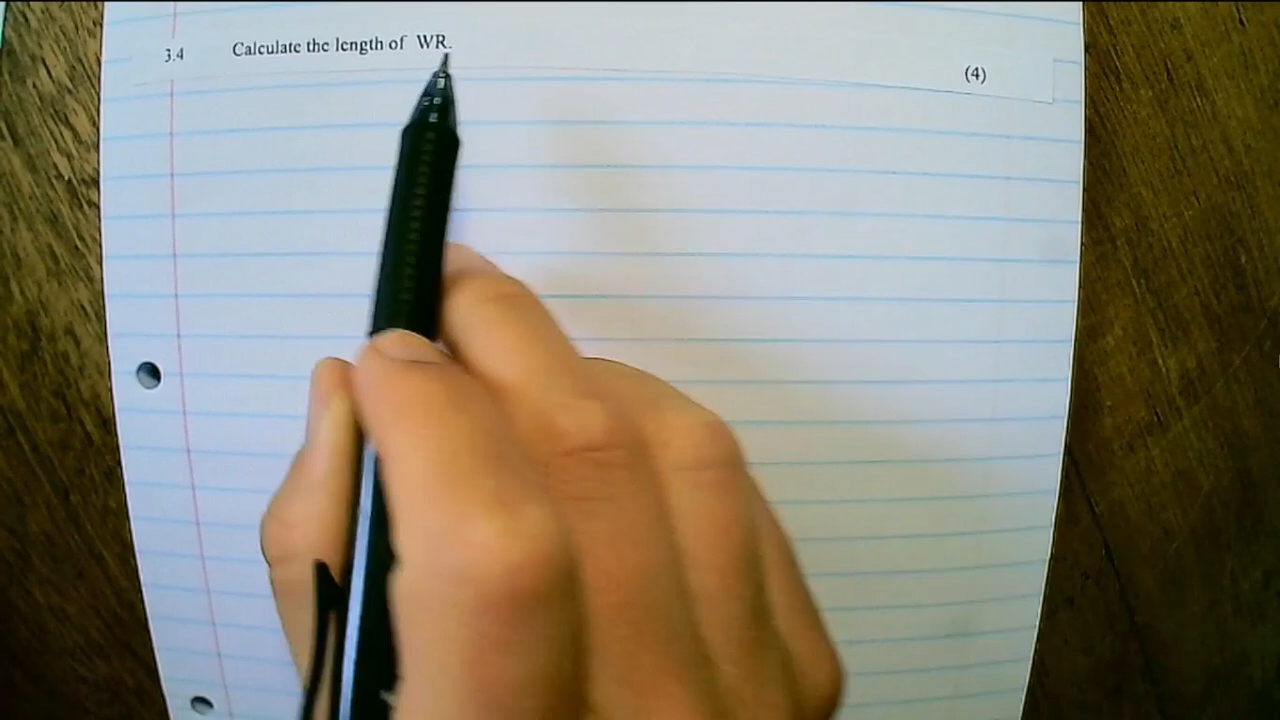 3.4 Calculate the length of WR.
(4)